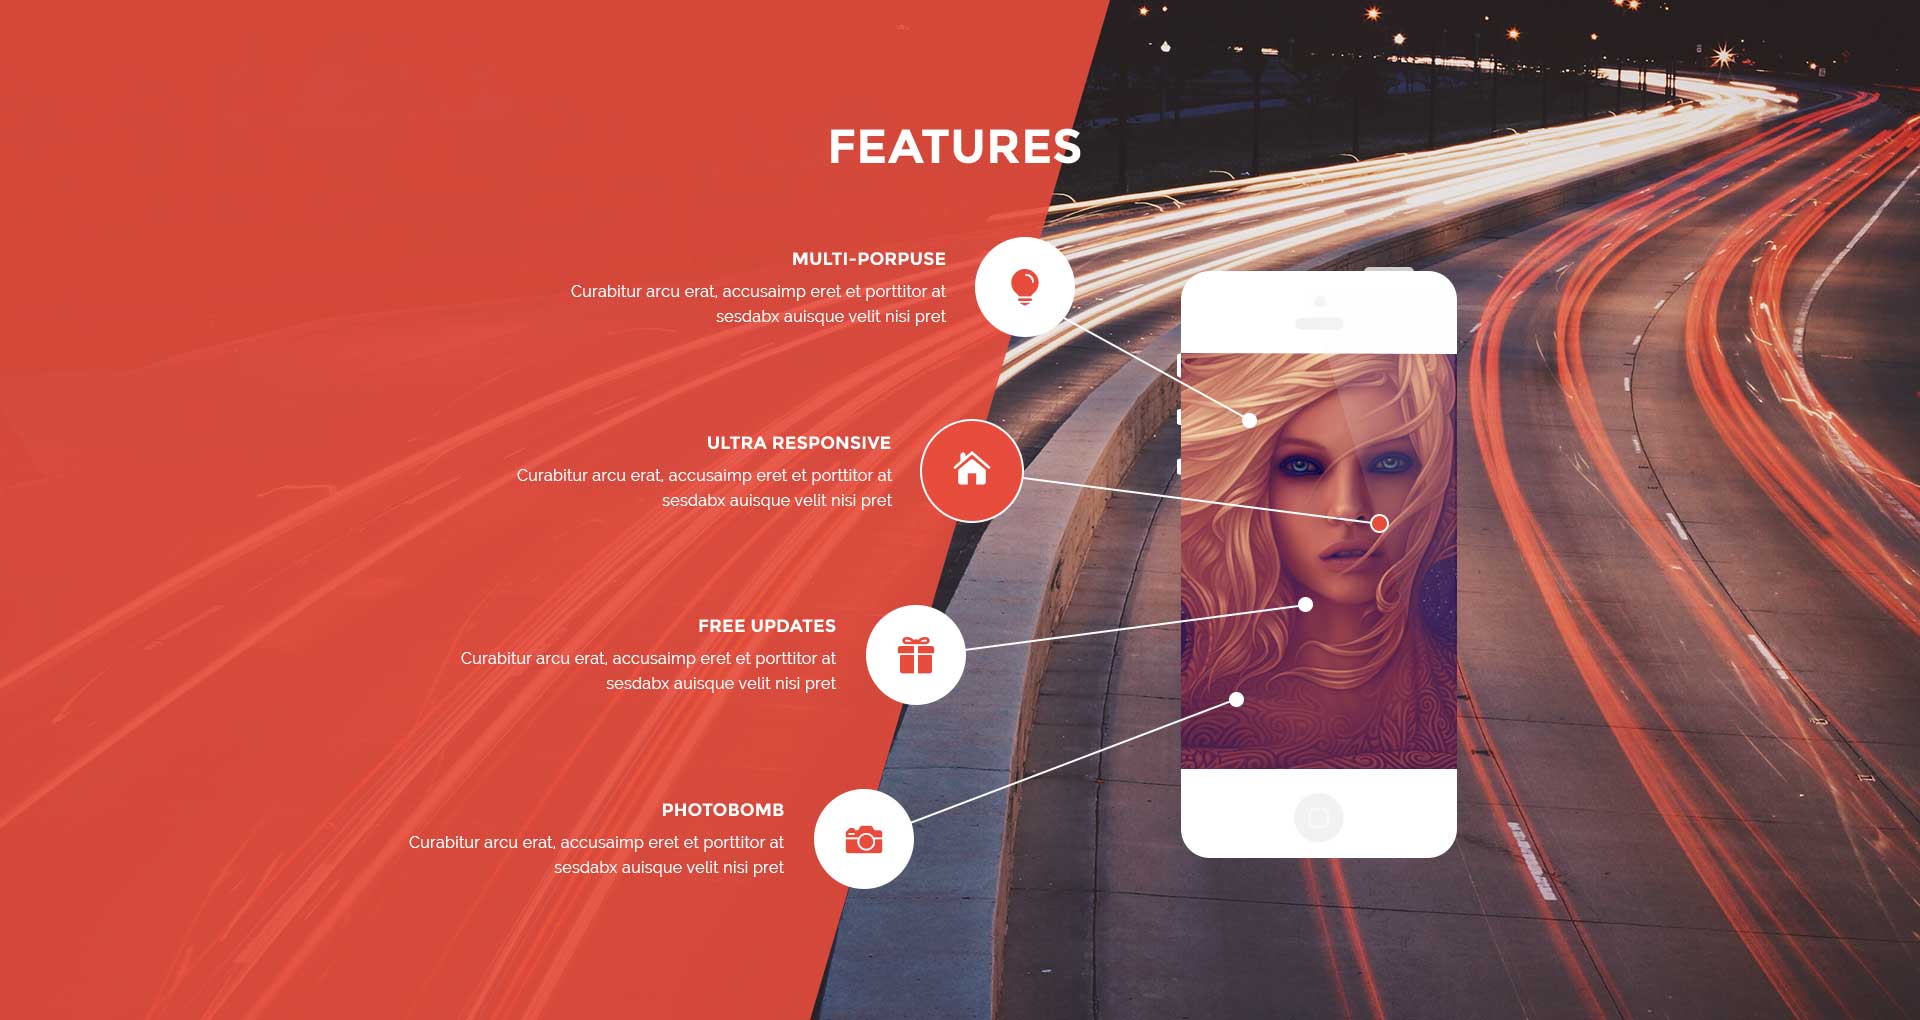 FEATURES
MULTI-PORPUSE
Curabitur arcu erat, accusaimp eret et porttitor at
sesdabx auisque velit nisi pret
ULTRA RESPONSIVE
Curabitur arcu erat, accusaimp eret et porttitor at
sesdabx auisque velit nisi pret
FREE UPDATES
Curabitur arcu erat, accusaimp eret et porttitor at
sesdabx auisque velit nisi pret
PHOTOBOMB
Curabitur arcu erat, accusaimp eret et porttitor at
sesdabx auisque velit nisi pret